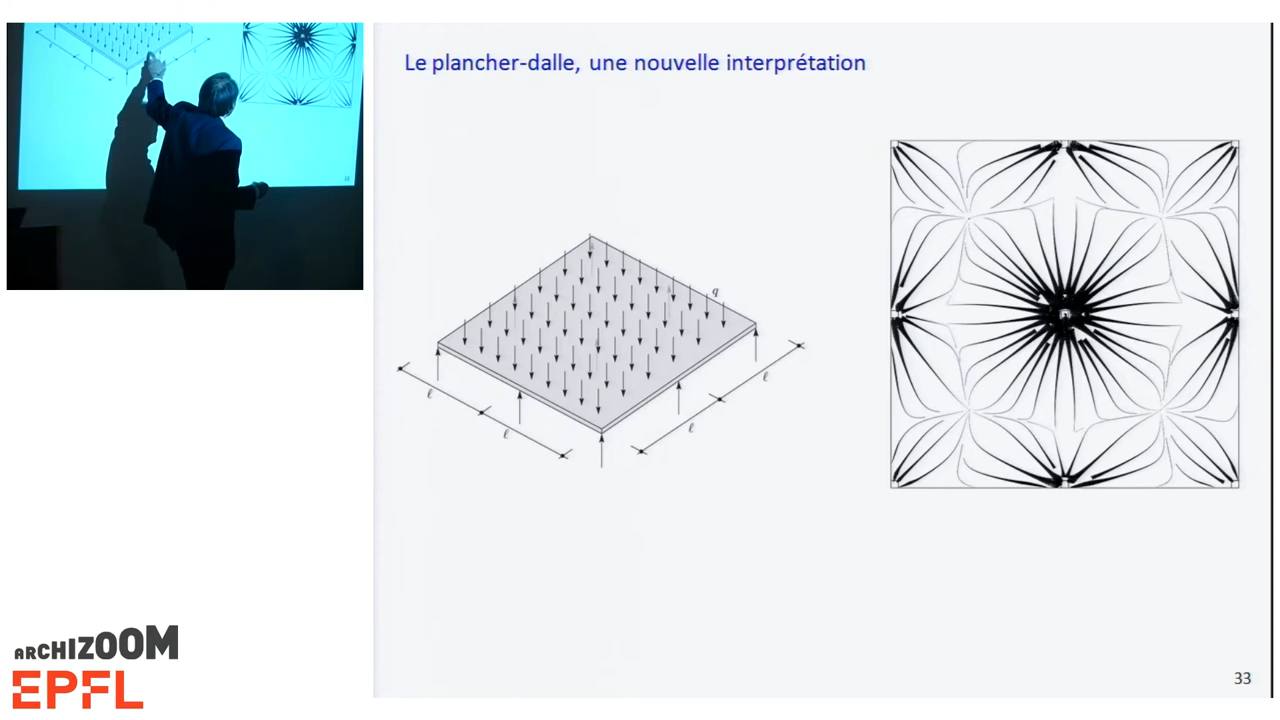 Le plancher-dalle, une nouvelle interprétation
q
ℓ
ℓ
ℓ
ℓ
33
ARCHIZOOM
EPFL